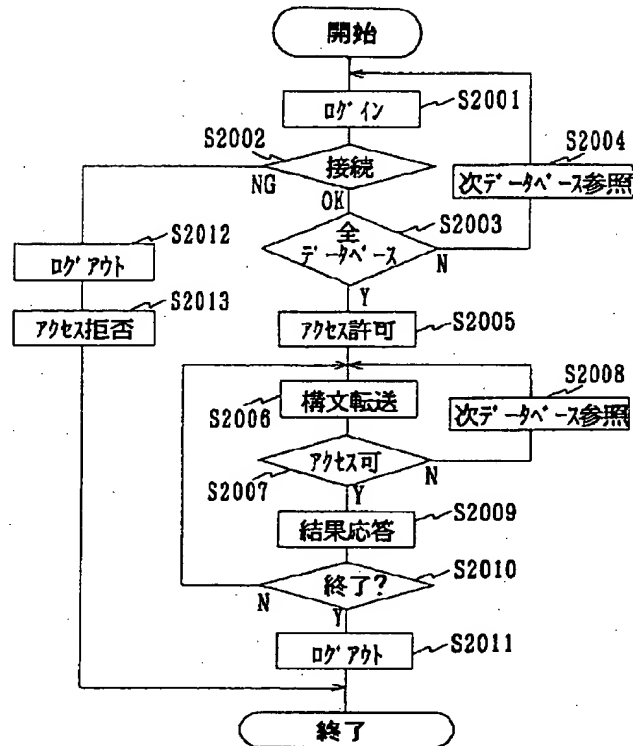 開始
ログイン
S2001
S2002
接続
NG
OK
S2004
次データベース参照
全
データベース
S2003
N
Y
S2012
ログアウト
S2013
アクセス拒否
アクセス許可
S2005
S2006
構文転送
S2008
次データベース参照
S2007
アクセス可
N
Y
結果応答
S2009
終了?
S2010
N
Y
ログアウト
S2011
終了